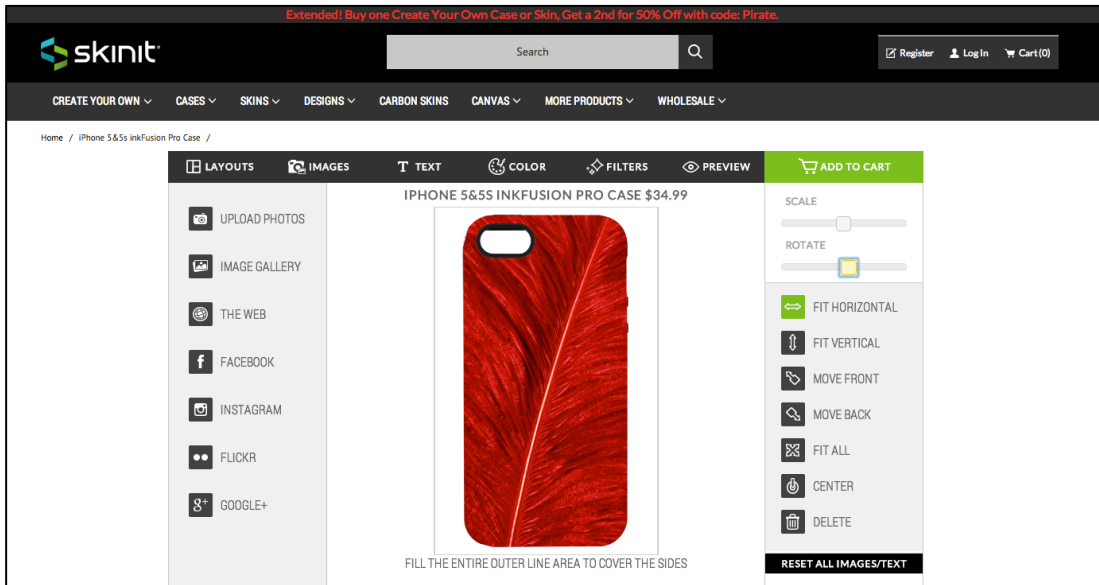 Extended! Buy one Create Your Own Case or Skin, Get a 2nd for 50% Off with code: Pirate.
skinit
Search
Register Log In Cart (0)
CREATE YOUR OWN CASES SKINS DESIGNS CARBON SKINS CANVAS MORE PRODUCTS WHOLESALE
Home / iPhone 5&5s inkFusion Pro Case /
LAYOUTS IMAGES TEXT COLOR FILTERS PREVIEW ADD TO CART
IPHONE 5&5S INKFUSION PRO CASE $34.99
UPLOAD PHOTOS
IMAGE GALLERY
THE WEB
FACEBOOK
INSTAGRAM
FLICKR
GOOGLE+
FILL THE ENTIRE OUTER LINE AREA TO COVER THE SIDES
SCALE
ROTATE
FIT HORIZONTAL
FIT VERTICAL
MOVE FRONT
MOVE BACK
FIT ALL
CENTER
DELETE
RESET ALL IMAGES/TEXT